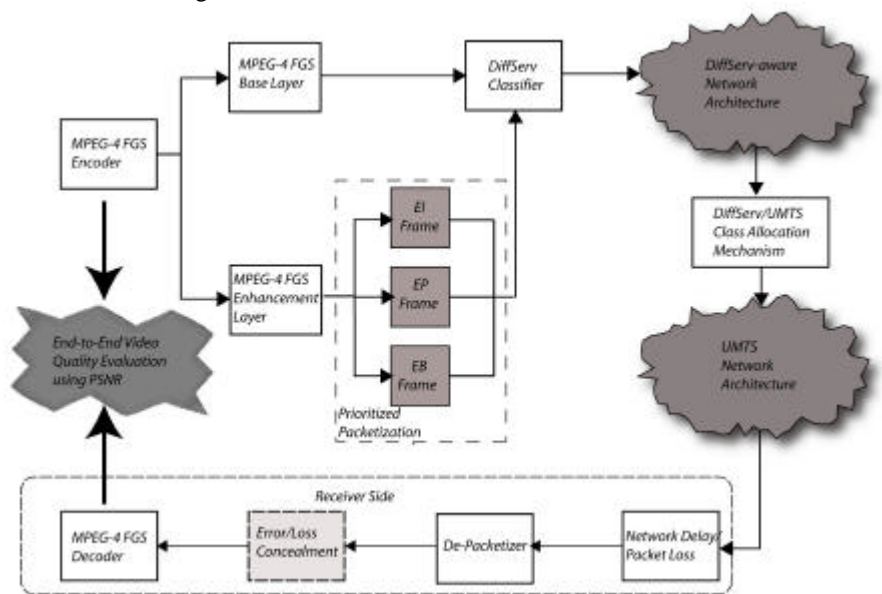 MPEG-4 FGS
Base Layer
DiffServ
Classifier
DiffServ-aware
Network
Architecture
MPEG-4 FGS
Encoder
EI
Frame
DiffServ/UMTS
Class Allocation
Mechanism
MPEG-4 FGS
Enhancement
Layer
EP
Frame
End-to-End Video
Quality Evaluation
using PSNR
EB
Frame
UMTS
Network
Architecture
Prioritized
Packetization
Receiver Side
MPEG-4 FGS
Decoder
Error/Loss
Concealment
De-Packetizer
Network Delay/
Packet Loss